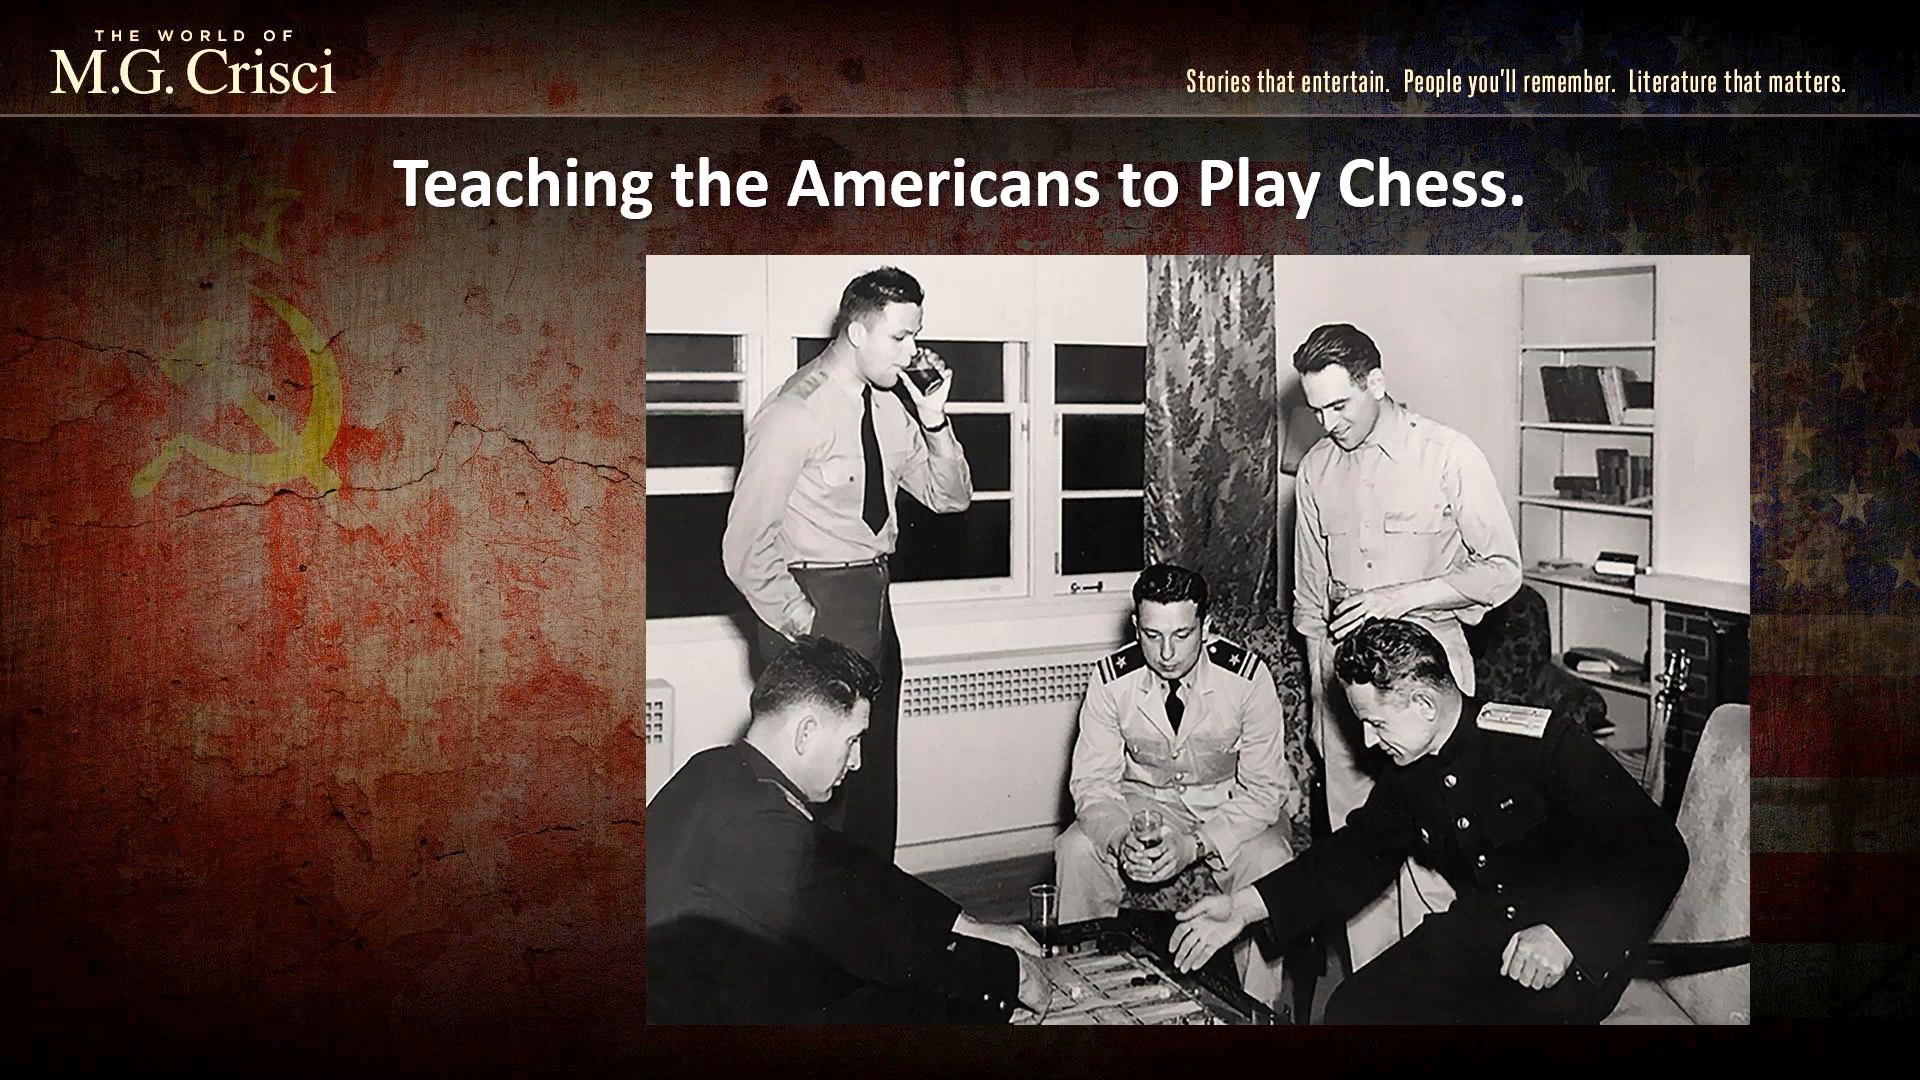 THE WORLD OF
M.G. Crisci
Stories that entertain. People you'll remember. Literature that matters.
Teaching the Americans to Play Chess.